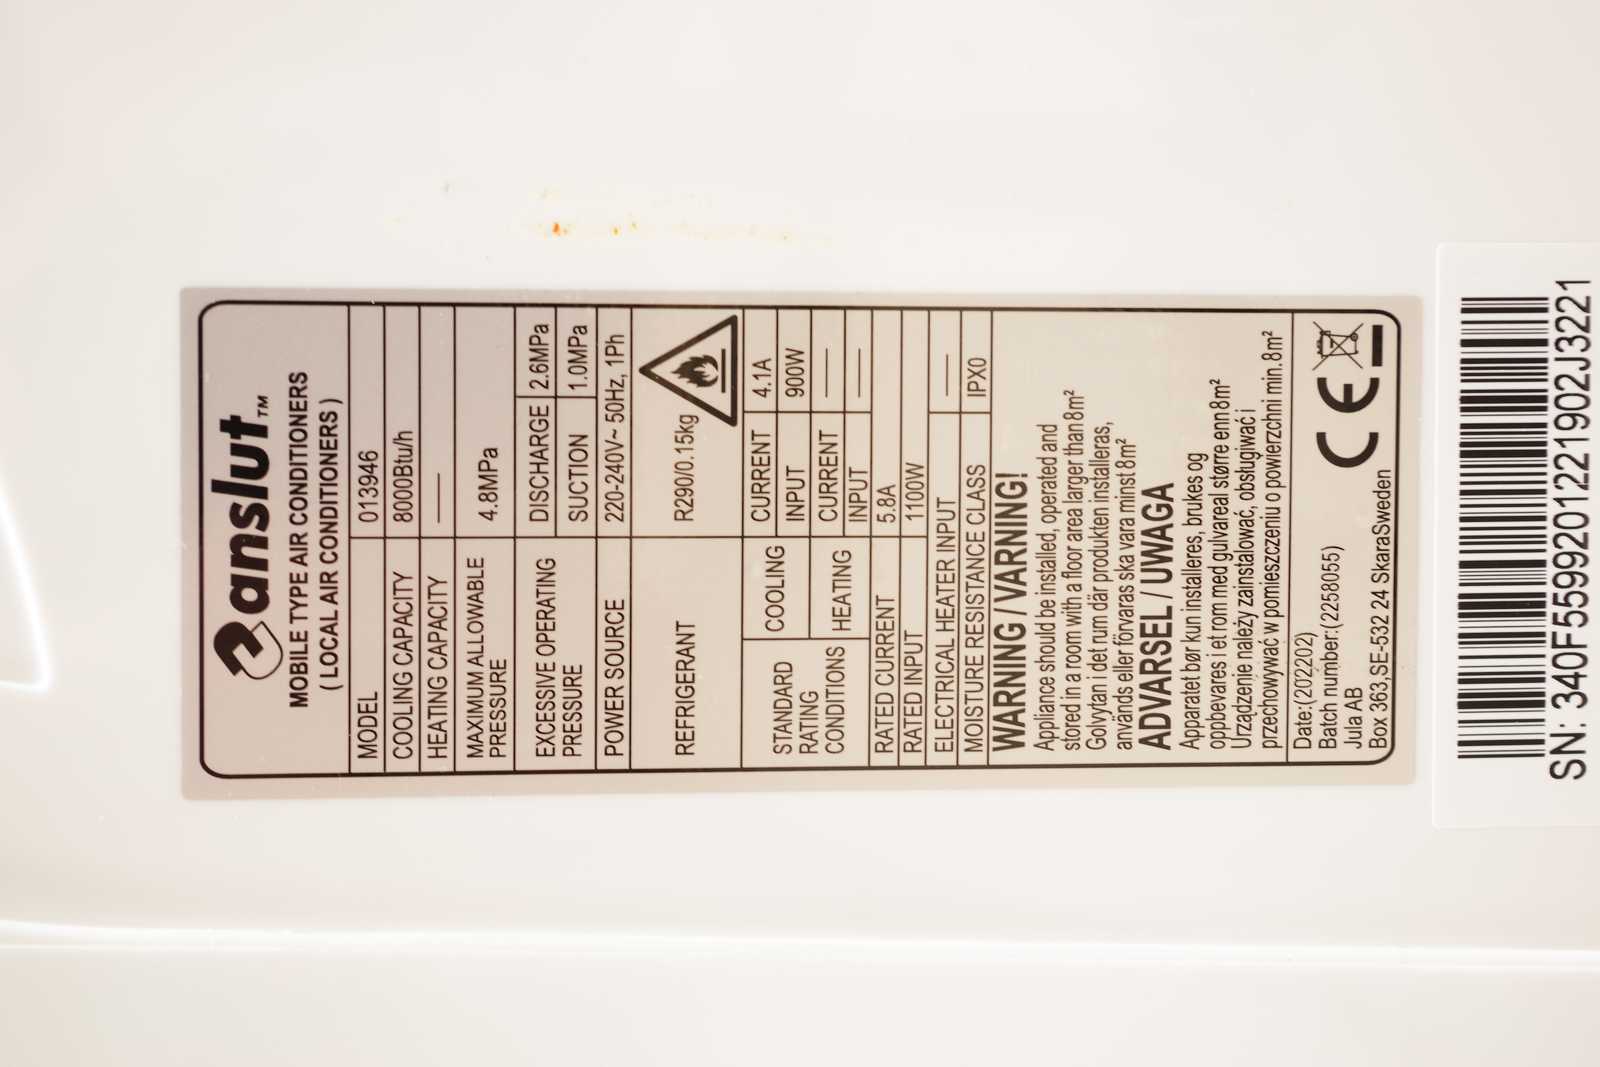 anslut™
MOBILE TYPE AIR CONDITIONERS
( LOCAL AIR CONDITIONERS )
MODEL 013946
COOLING CAPACITY 8000Btu/h
HEATING CAPACITY —
MAXIMUM ALLOWABLE PRESSURE 4.8MPa
EXCESSIVE OPERATING PRESSURE DISCHARGE 2.6MPa
SUCTION 1.0MPa
POWER SOURCE 220-240V~ 50Hz, 1Ph
REFRIGERANT R290/0.15kg
STANDARD RATING CONDITIONS COOLING CURRENT 4.1A
INPUT 900W
HEATING CURRENT —
INPUT —
RATED CURRENT 5.8A
RATED INPUT 1100W
ELECTRICAL HEATER INPUT —
MOISTURE RESISTANCE CLASS IPX0
WARNING / VARNING!
Appliance should be installed, operated and
stored in a room with a floor area larger than 8m²
Golvytan i det rum där produkten installeras,
används eller förvaras ska vara minst 8m²
ADVARSEL / UWAGA
Apparatet bør kun installeres, brukes og
oppbevares i et rom med gulvareal større enn 8m²
Urządzenie należy zainstalować, obsługiwać i
przechowywać w pomieszczeniu o powierzchni min. 8m²
Date:(202202)
Batch number:(2258055)
Jula AB
Box 363,SE-532 24 SkaraSweden
CE
SN: 340F55992012221902J3221